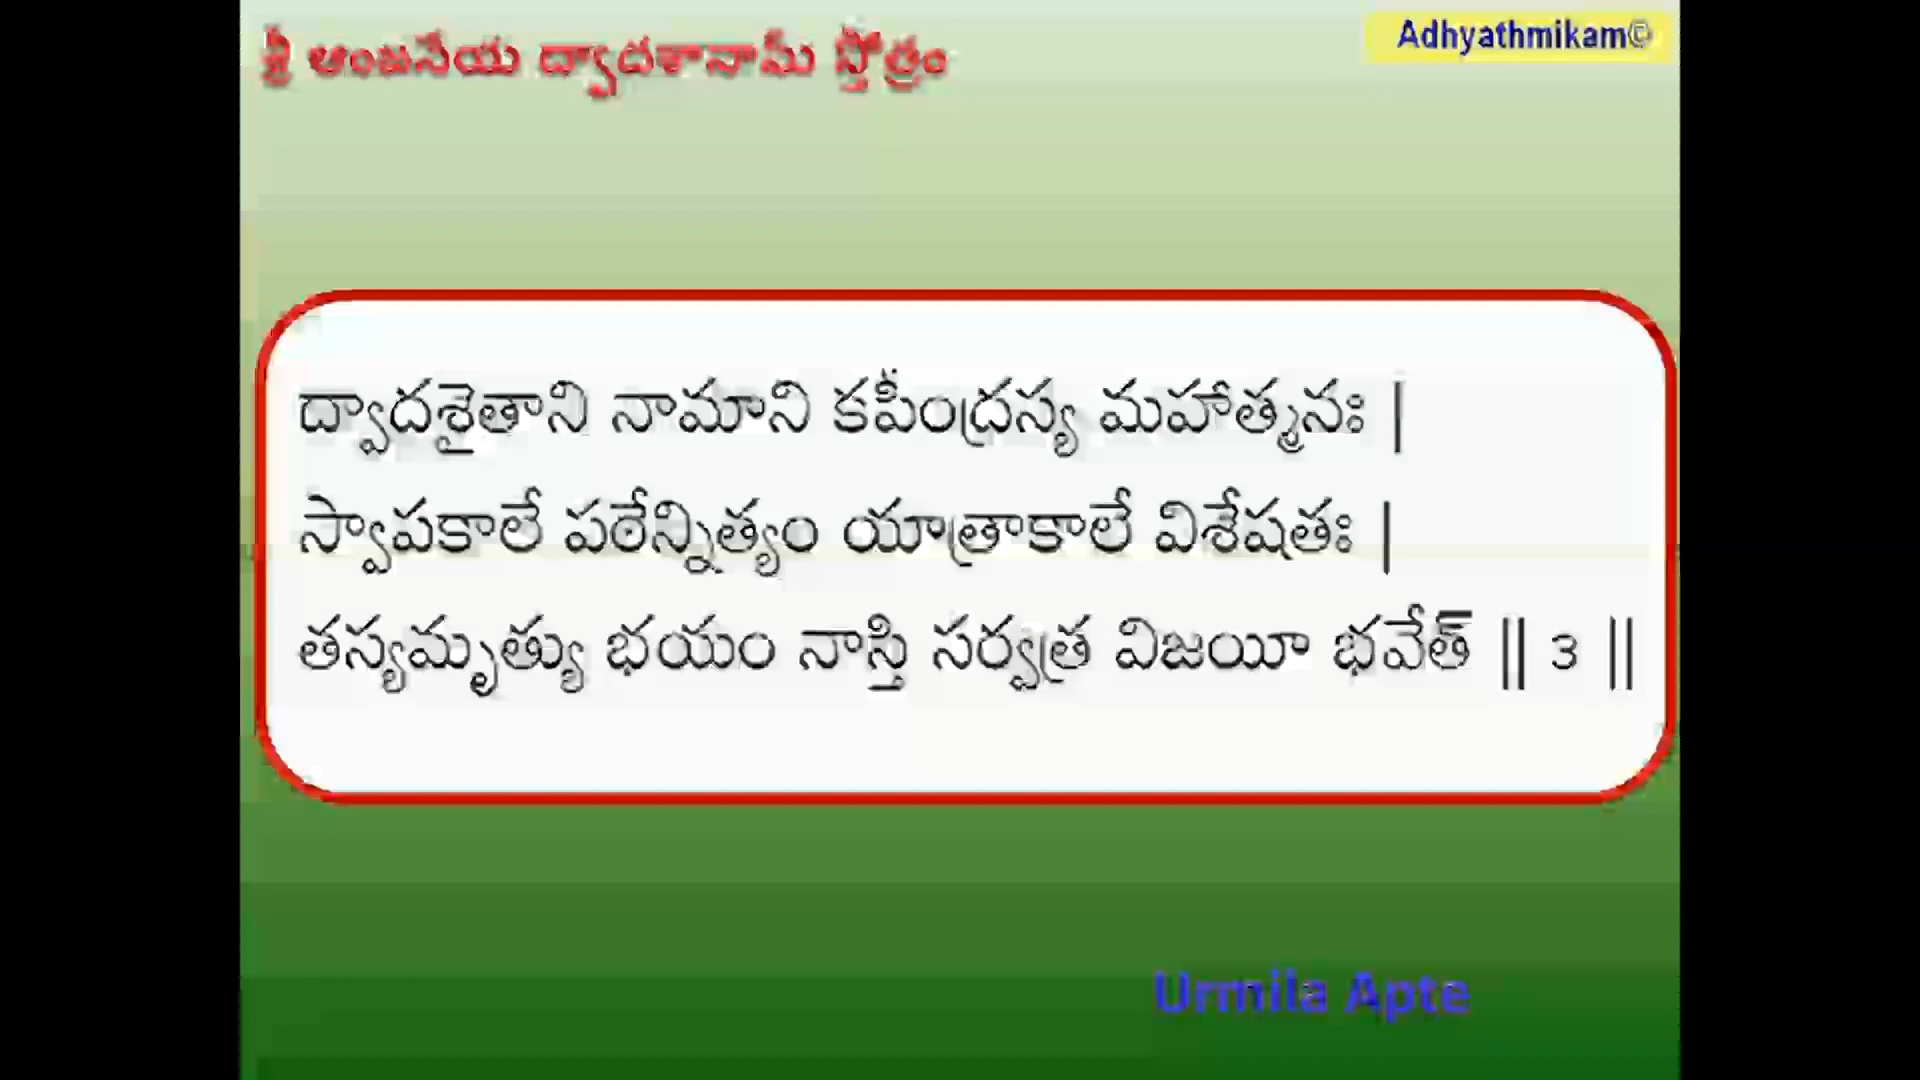 శ్రీ ఆంజనేయ ద్వాదశానామ్ స్తోత్రం
Adhyathmikam©
ద్వాదశైతాని నామాని కపీంద్రస్య మహాత్మనః |
స్వాపకాలే పఠేన్నిత్యం యాత్రాకాలే విశేషతః |
తస్యమృత్యు భయం నాస్తి సర్వత్ర విజయీ భవేత్ || 3 ||
Urmila Apte